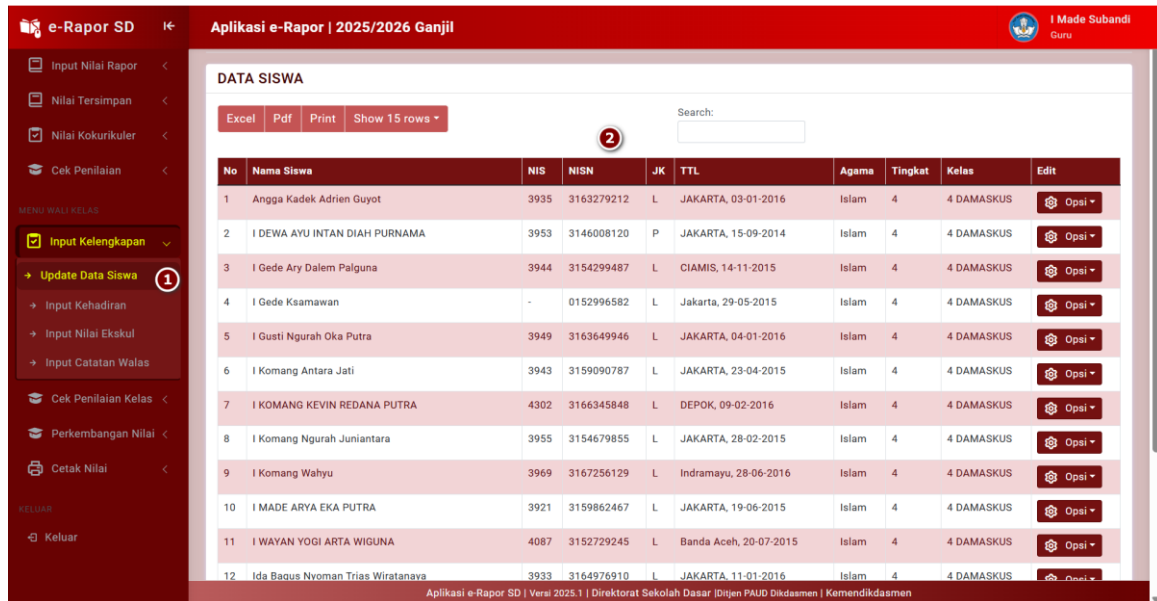 e-Rapor SD
Aplikasi e-Rapor | 2025/2026 Ganjil
I Made Subandi
Guru
Input Nilai Rapor
Nilai Tersimpan
Nilai Kokurikuler
Cek Penilaian
MENU WALI KELAS
Input Kelengkapan
Update Data Siswa
1
Input Kehadiran
Input Nilai Ekskul
Input Catatan Walas
Cek Penilaian Kelas
Perkembangan Nilai
Cetak Nilai
KELUAR
Keluar
DATA SISWA
Excel Pdf Print Show 15 rows
Search:
2
No Nama Siswa NIS NISN JK TTL Agama Tingkat Kelas Edit
1 Angga Kadek Adrien Guyot 3935 3163279212 L JAKARTA, 03-01-2016 Islam 4 4 DAMASKUS Opsi
2 I DEWA AYU INTAN DIAH PURNAMA 3953 3146008120 P JAKARTA, 15-09-2014 Islam 4 4 DAMASKUS Opsi
3 I Gede Ary Dalem Palguna 3944 3154299487 L CIAMIS, 14-11-2015 Islam 4 4 DAMASKUS Opsi
4 I Gede Ksamawan - 0152996582 L Jakarta, 29-05-2015 Islam 4 4 DAMASKUS Opsi
5 I Gusti Ngurah Oka Putra 3949 3163649946 L JAKARTA, 04-01-2016 Islam 4 4 DAMASKUS Opsi
6 I Komang Antara Jati 3943 3159090787 L JAKARTA, 23-04-2015 Islam 4 4 DAMASKUS Opsi
7 I KOMANG KEVIN REDANA PUTRA 4302 3166345848 L DEPOK, 09-02-2016 Islam 4 4 DAMASKUS Opsi
8 I Komang Ngurah Juniantara 3955 3154679855 L JAKARTA, 28-02-2015 Islam 4 4 DAMASKUS Opsi
9 I Komang Wahyu 3969 3167256129 L Indramayu, 28-06-2016 Islam 4 4 DAMASKUS Opsi
10 I MADE ARYA EKA PUTRA 3921 3159862467 L JAKARTA, 19-06-2015 Islam 4 4 DAMASKUS Opsi
11 I WAYAN YOGI ARTA WIGUNA 4087 3152729245 L Banda Aceh, 20-07-2015 Islam 4 4 DAMASKUS Opsi
12 Ida Bagus Nyoman Trias Wiratanaya 3933 3164976910 L JAKARTA, 11-01-2016 Islam 4 4 DAMASKUS Opsi
Aplikasi e-Rapor SD | Versi 2025.1 | Direktorat Sekolah Dasar |Ditjen PAUD Dikdasmen | Kemendikdasmen